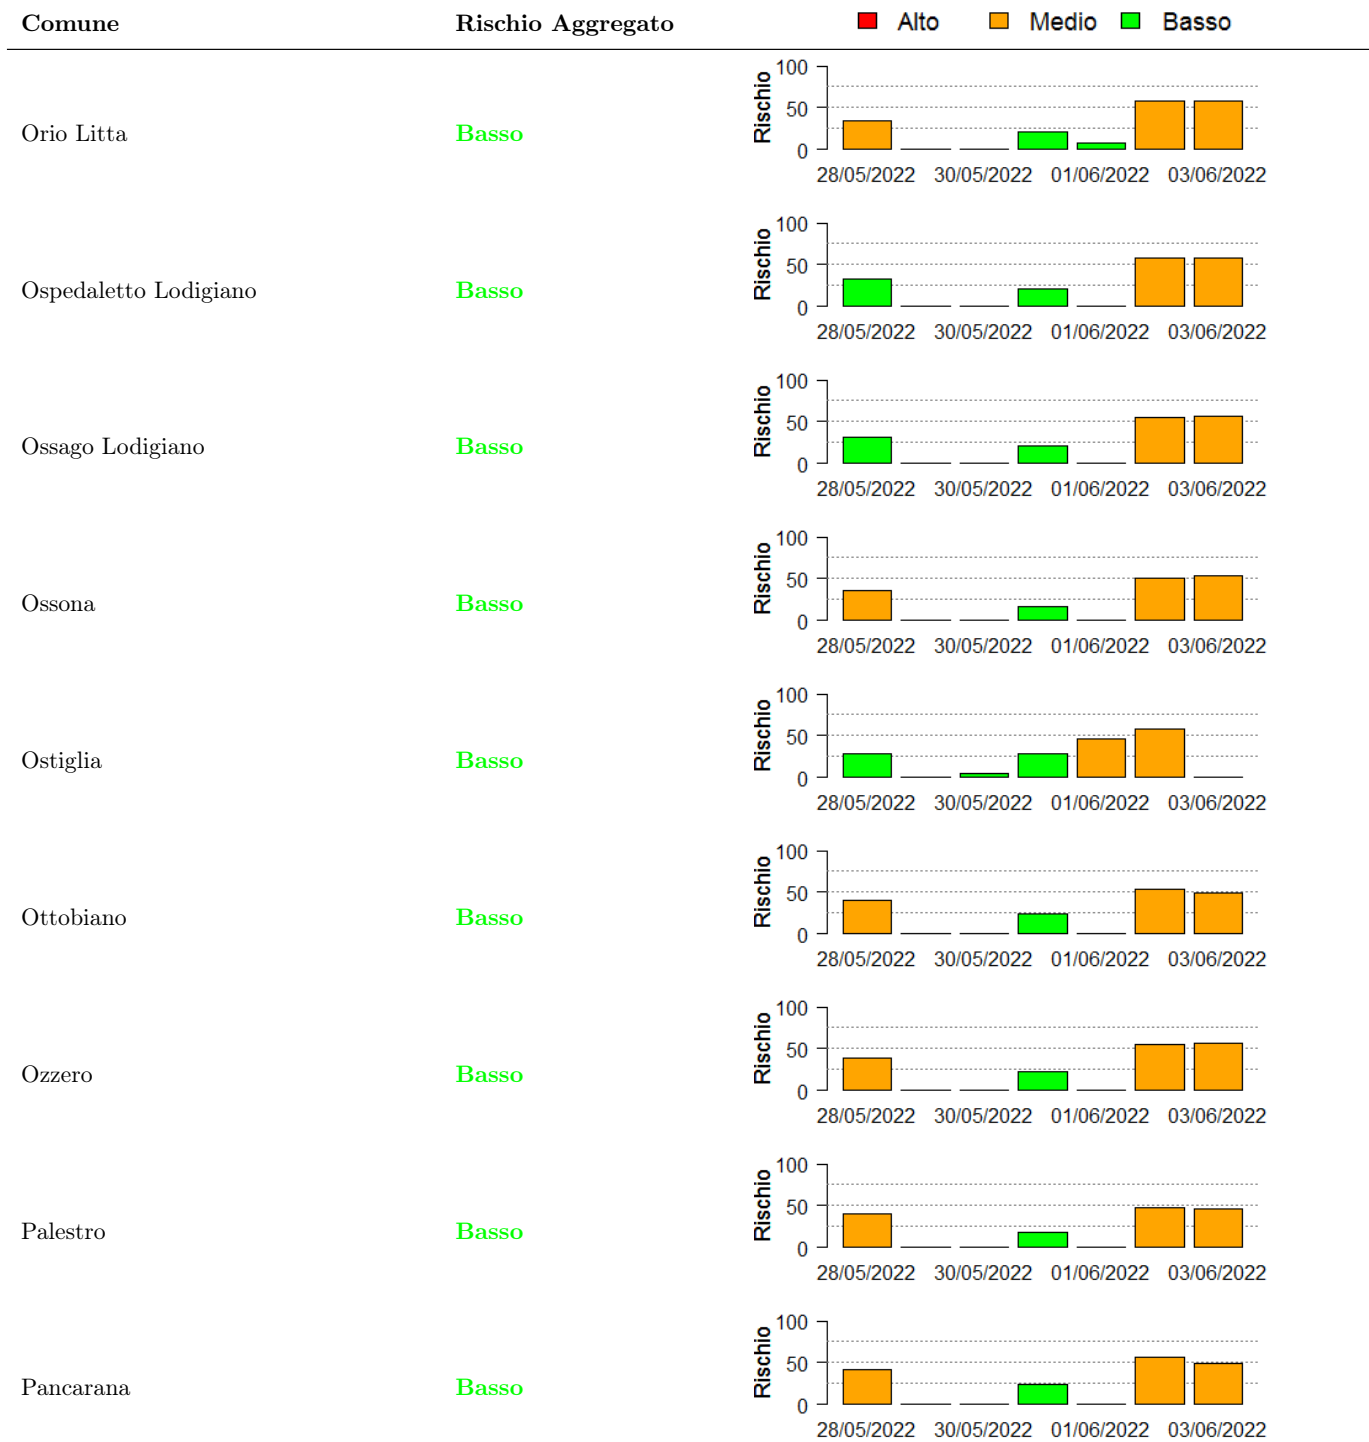 Comune Rischio Aggregato Alto Medio Basso
100
50
0
Rischio
Orio Litta Basso
28/05/2022 30/05/2022 01/06/2022 03/06/2022
100
50
0
Rischio
Ospedaletto Lodigiano Basso
28/05/2022 30/05/2022 01/06/2022 03/06/2022
100
50
0
Rischio
Ossago Lodigiano Basso
28/05/2022 30/05/2022 01/06/2022 03/06/2022
100
50
0
Rischio
Ossona Basso
28/05/2022 30/05/2022 01/06/2022 03/06/2022
100
50
0
Rischio
Ostiglia Basso
28/05/2022 30/05/2022 01/06/2022 03/06/2022
100
50
0
Rischio
Ottobiano Basso
28/05/2022 30/05/2022 01/06/2022 03/06/2022
100
50
0
Rischio
Ozzero Basso
28/05/2022 30/05/2022 01/06/2022 03/06/2022
100
50
0
Rischio
Palestro Basso
28/05/2022 30/05/2022 01/06/2022 03/06/2022
100
50
0
Rischio
Pancarana Basso
28/05/2022 30/05/2022 01/06/2022 03/06/2022